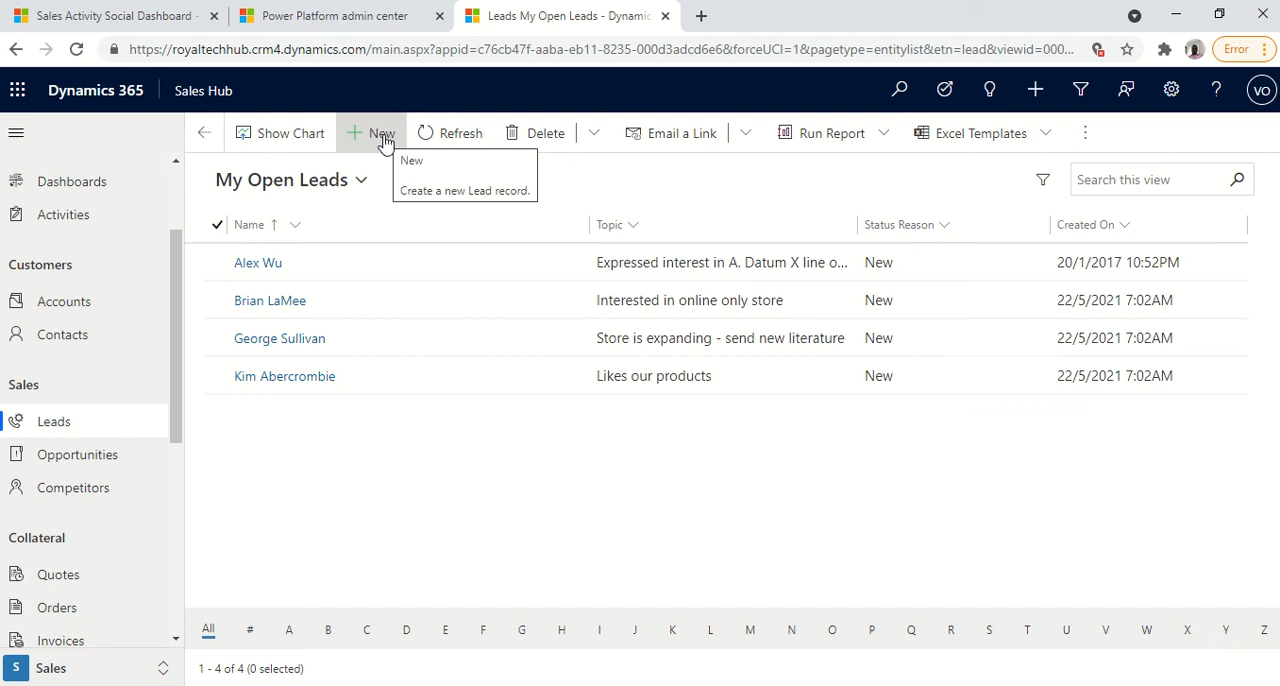 Sales Activity Social Dashboard -
Power Platform admin center
Leads My Open Leads - Dynamic
https://royaltechhub.crm4.dynamics.com/main.aspx?appid=c76cb47f-aaba-eb11-8235-000d3adcd6e6&forceUCI=1&pagetype=entitylist&etn=lead&viewid=000...
Error
Dynamics 365
Sales Hub
VO
Show Chart
New
Refresh
Delete
Email a Link
Run Report
Excel Templates
New
Create a new Lead record.
Dashboards
Activities
Customers
Accounts
Contacts
Sales
Leads
Opportunities
Competitors
Collateral
Quotes
Orders
Invoices
S Sales
My Open Leads
Search this view
Name Topic Status Reason Created On
Alex Wu Expressed interest in A. Datum X line o... New 20/1/2017 10:52PM
Brian LaMee Interested in online only store New 22/5/2021 7:02AM
George Sullivan Store is expanding - send new literature New 22/5/2021 7:02AM
Kim Abercrombie Likes our products New 22/5/2021 7:02AM
All # A B C D E F G H I J K L M N O P Q R S T U V W X Y Z
1 - 4 of 4 (0 selected)